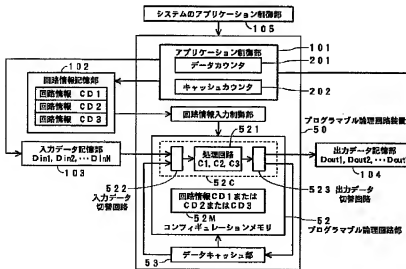 システムのアプリケーション制御部
105
アプリケーション制御部
101
データカウンタ
201
キャッシュカウンタ
202
102
回路情報記憶部
回路情報 CD1
回路情報 CD2
回路情報 CD3
回路情報入力制御部
プログラマブル論理回路装置
50
521
入力データ記憶部
Din1, Din2, ･･･DinN
103
処理回路
C1, C2, C3
出力データ記憶部
Dout1, Dout2, ･･･Dout
104
522
入力データ
切替回路
52C
523
出力データ
切替回路
回路情報CD1または
CD2またはCD3
52M
コンフィギュレーションメモリ
52
プログラマブル論理回路部
データキャッシュ部
53